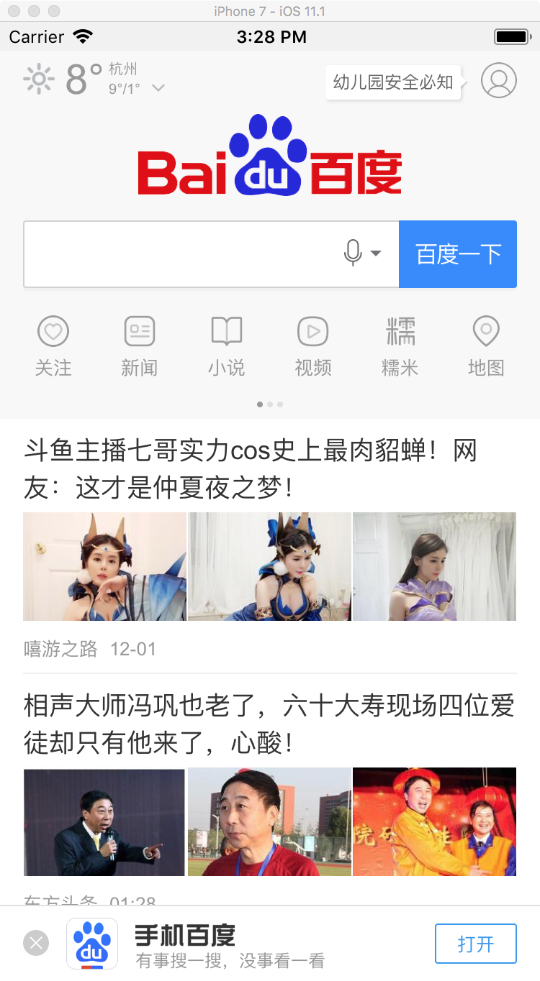 iPhone 7 - iOS 11.1
Carrier 3:28 PM
8° 杭州
9°/1°
幼儿园安全必知
Bai du 百度
百度一下
关注 新闻 小说 视频 糯米 地图
斗鱼主播七哥实力cos史上最肉貂蝉！网
友：这才是仲夏夜之梦！
嘻游之路 12-01
相声大师冯巩也老了，六十大寿现场四位爱
徒却只有他来了，心酸！
东方头条 01:28
du
手机百度
有事搜一搜，没事看一看
打开